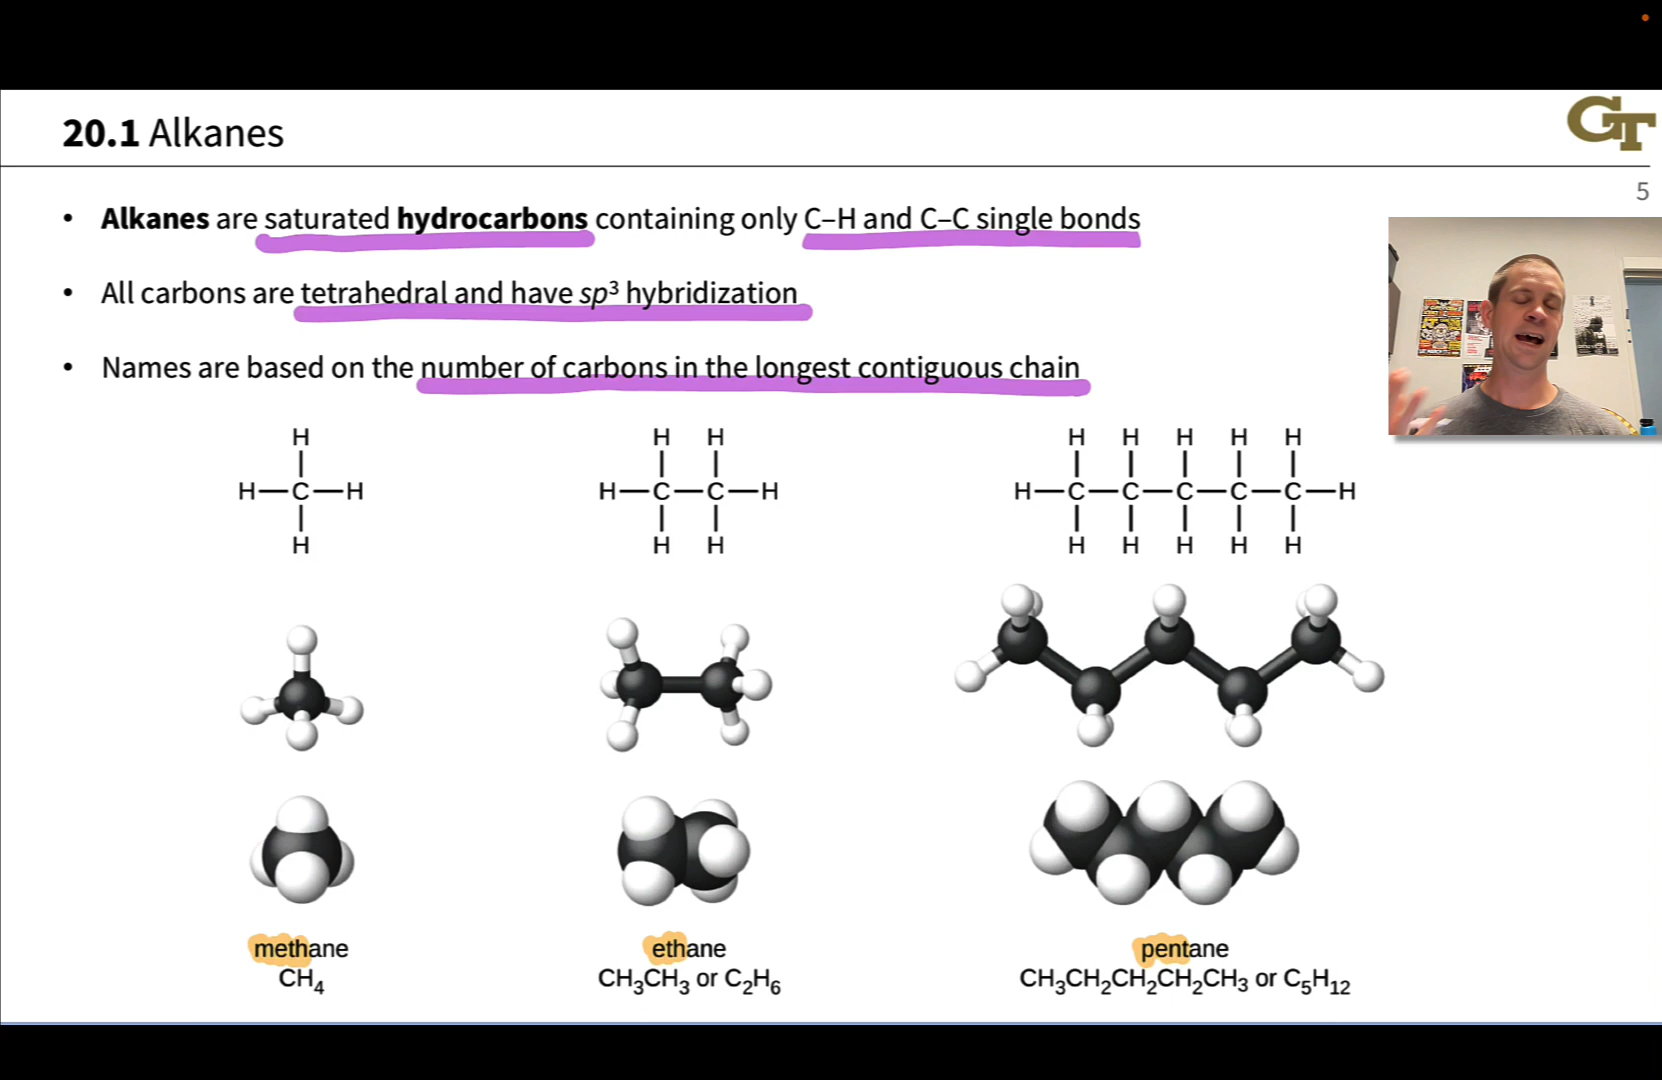 20.1 Alkanes
GT
5
• Alkanes are saturated hydrocarbons containing only C–H and C–C single bonds
• All carbons are tetrahedral and have sp³ hybridization
• Names are based on the number of carbons in the longest contiguous chain
H H H H H H H H
H—C—H H—C—C—H H—C—C—C—C—C—H
H H H H H H H H
methane ethane pentane
CH₄ CH₃CH₃ or C₂H₆ CH₃CH₂CH₂CH₂CH₃ or C₅H₁₂